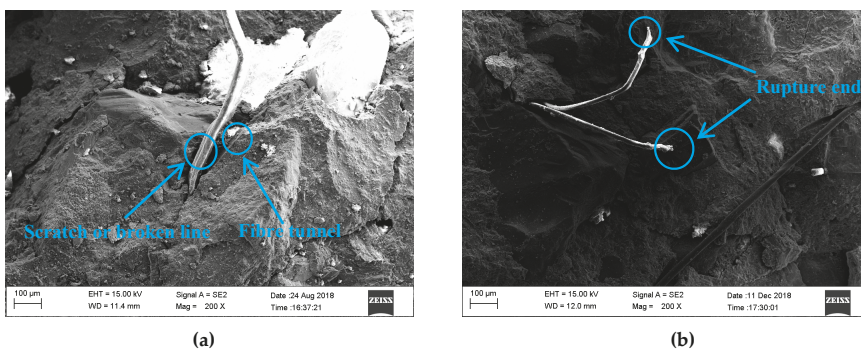 Scratch or broken line
Fibre tunnel
100 μm
EHT = 15.00 kV
WD = 11.4 mm
Signal A = SE2
Mag = 200 X
Date :24 Aug 2018
Time :16:37:21
ZEISS
(a)
Rupture end
100 μm
EHT = 15.00 kV
WD = 12.0 mm
Signal A = SE2
Mag = 200 X
Date :11 Dec 2018
Time :17:30:01
ZEISS
(b)